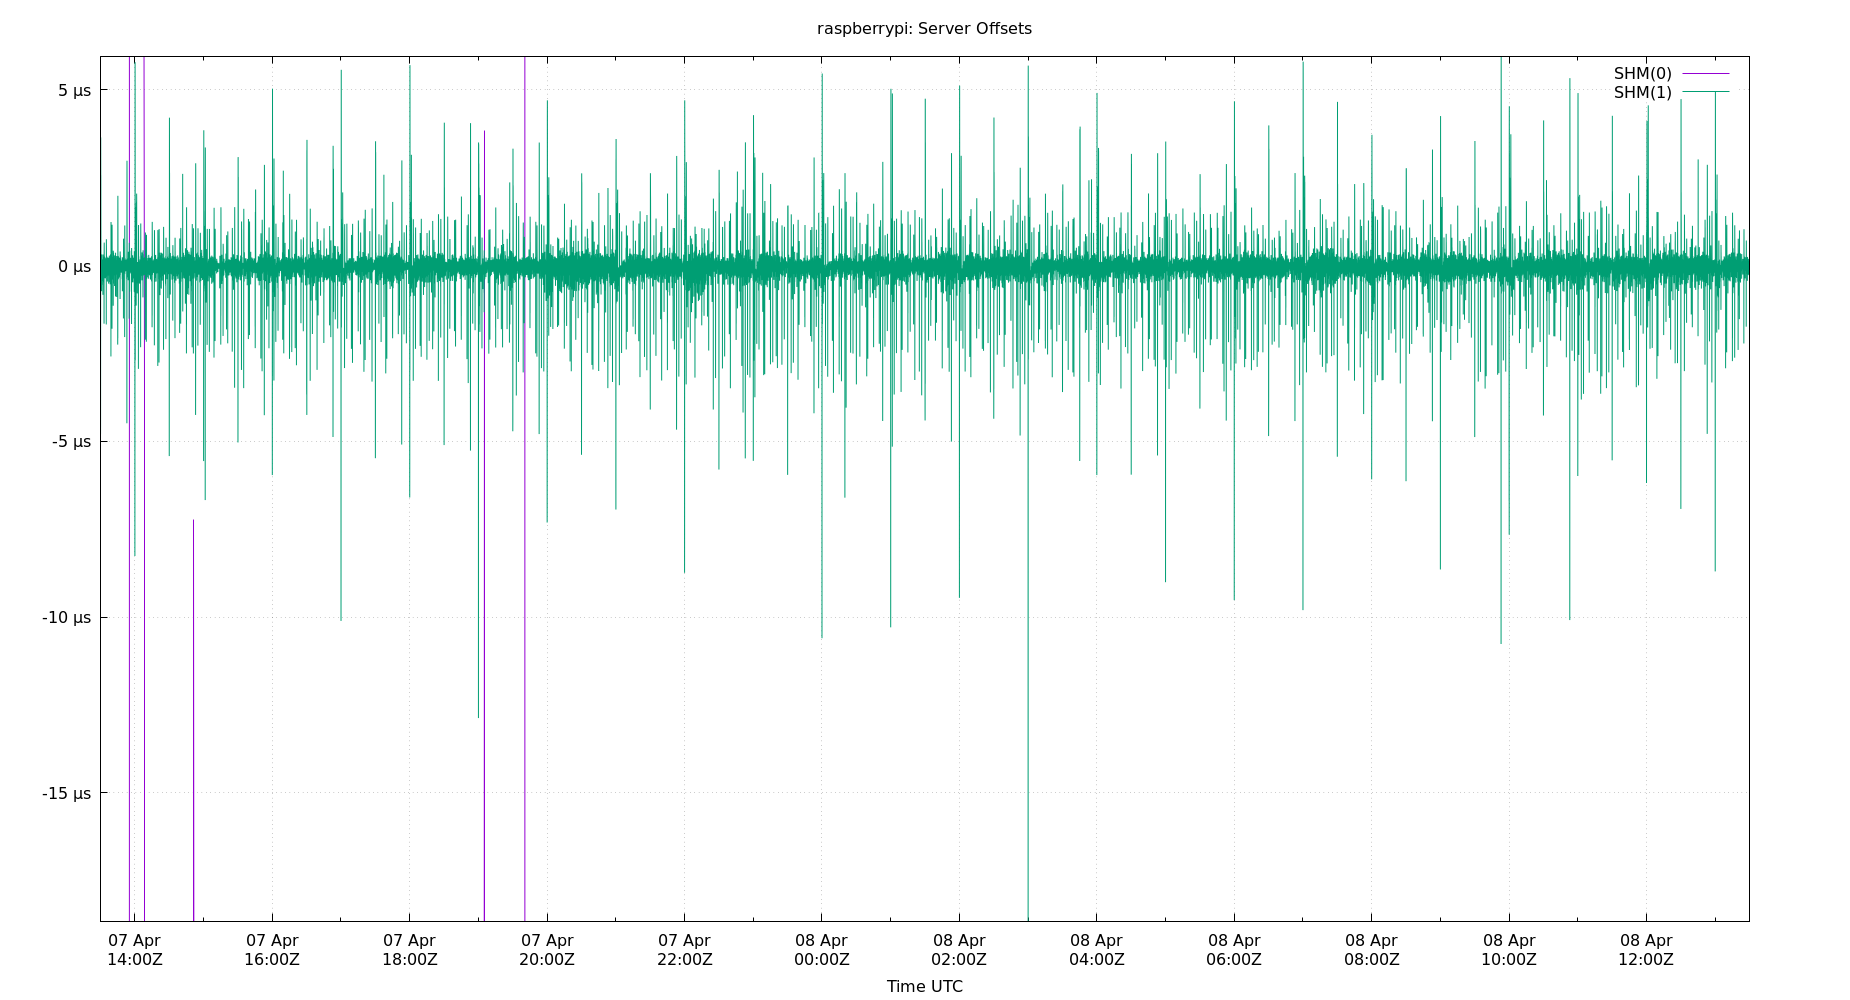 raspberrypi: Server Offsets
SHM(0)
SHM(1)
5 µs
0 µs
-5 µs
-10 µs
-15 µs
07 Apr 07 Apr 07 Apr 07 Apr 07 Apr 08 Apr 08 Apr 08 Apr 08 Apr 08 Apr 08 Apr 08 Apr
14:00Z 16:00Z 18:00Z 20:00Z 22:00Z 00:00Z 02:00Z 04:00Z 06:00Z 08:00Z 10:00Z 12:00Z
Time UTC